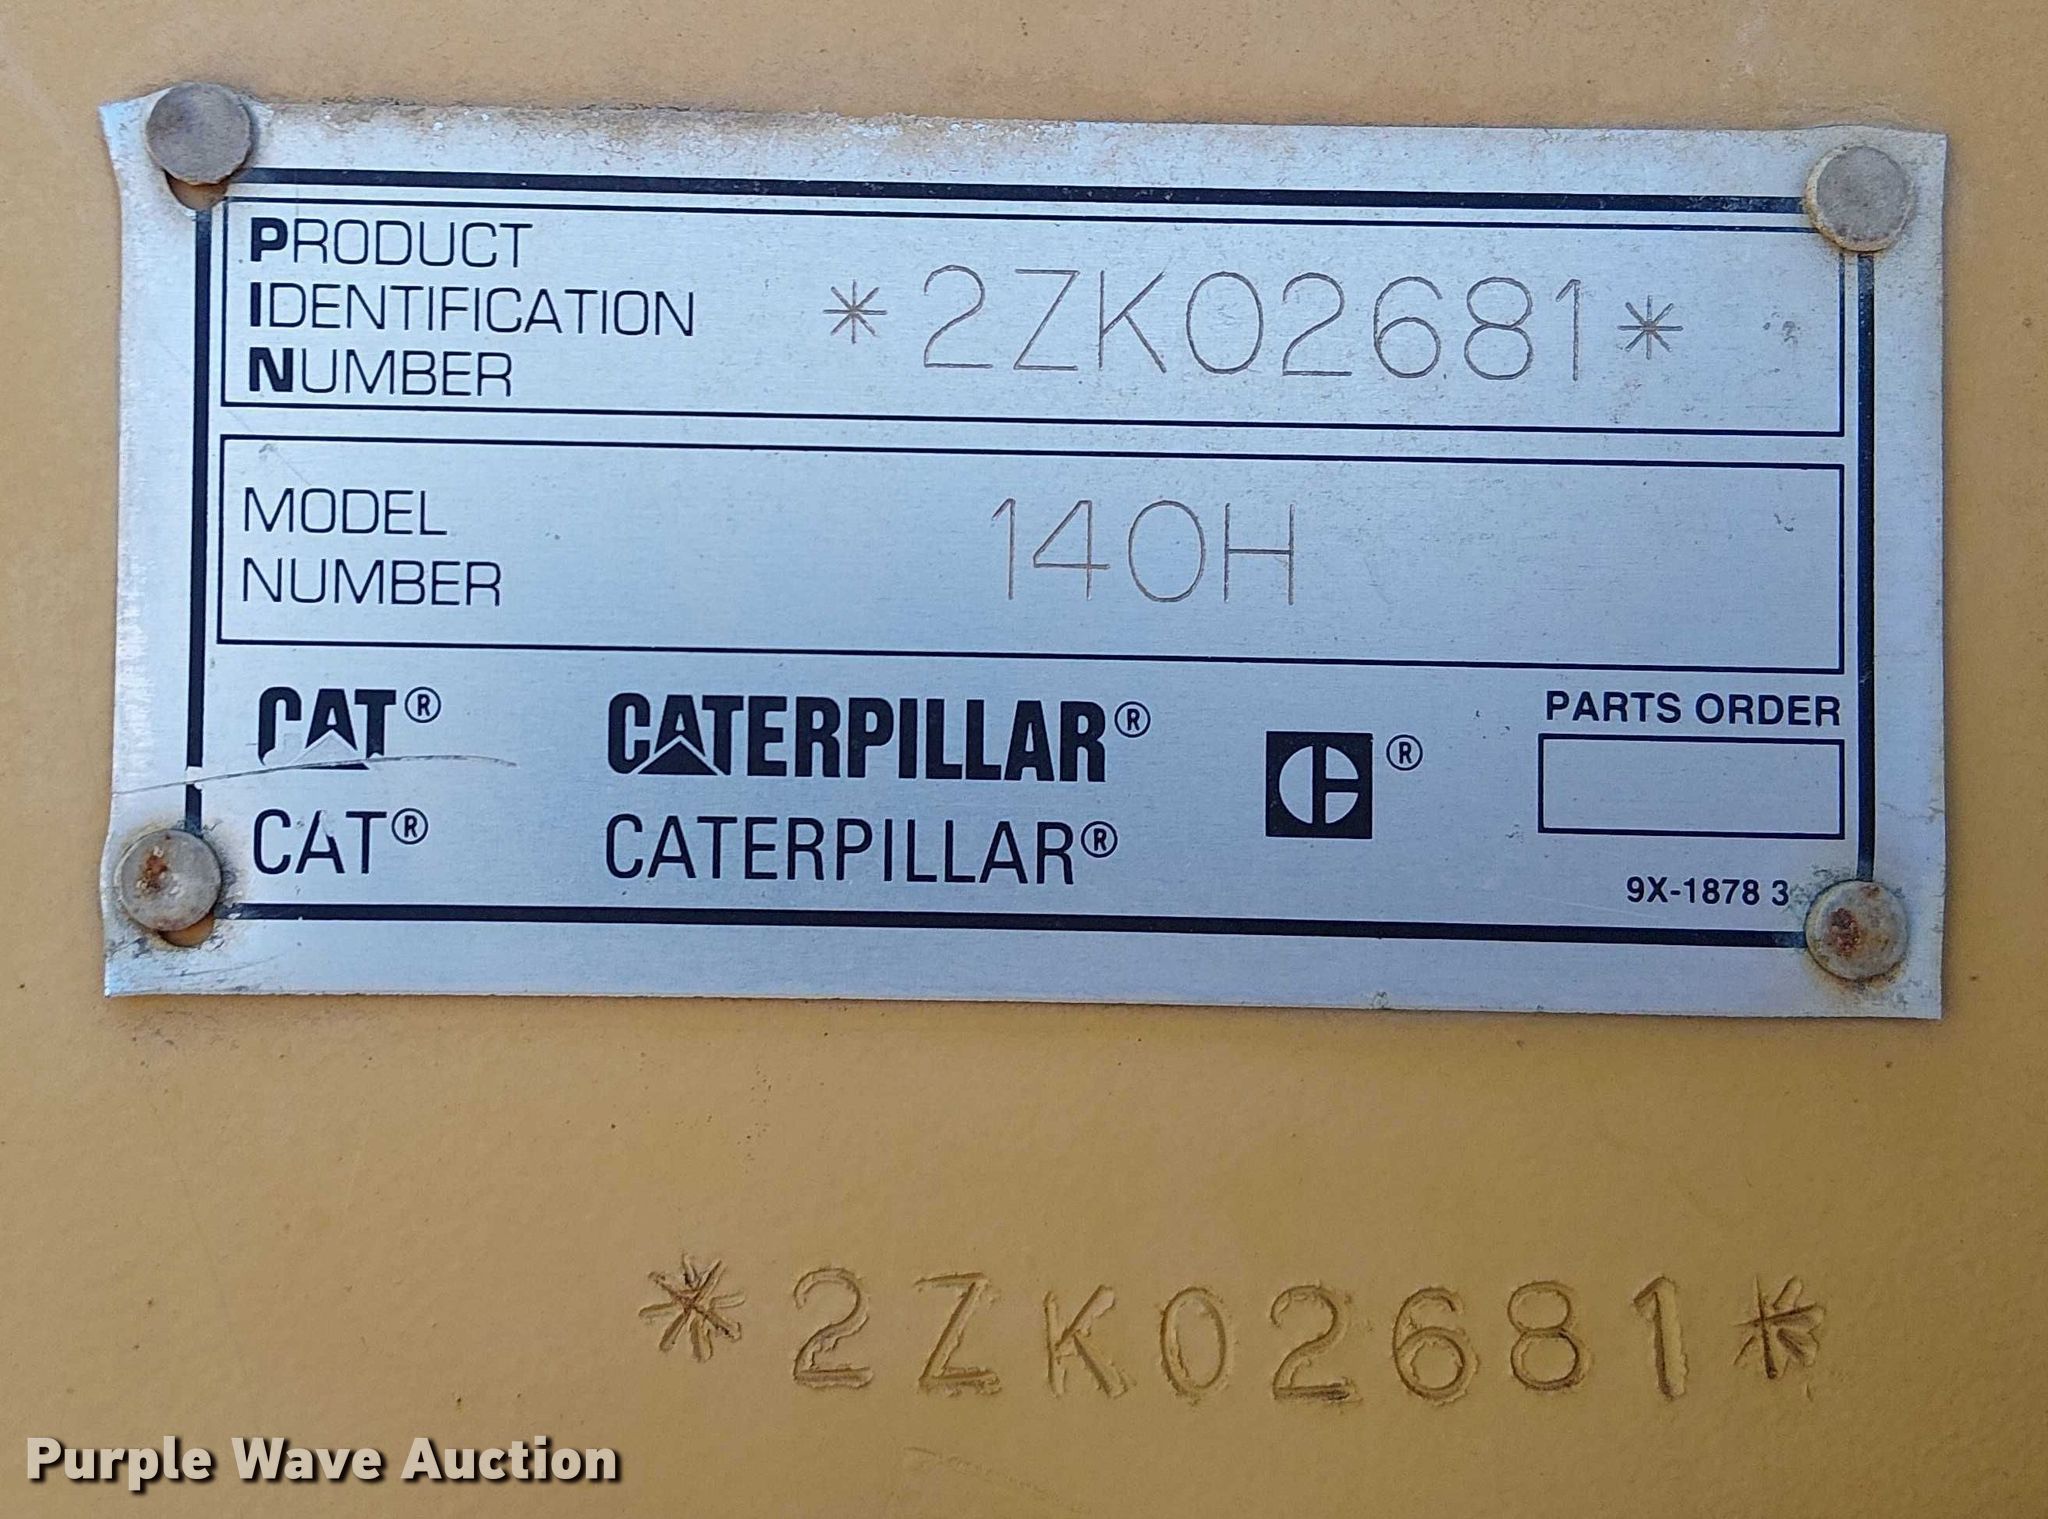 PRODUCT
IDENTIFICATION
NUMBER
*2ZK02681*
MODEL
NUMBER
140H
CAT® CATERPILLAR® ®
PARTS ORDER
CAT® CATERPILLAR®
9X-1878 3
*2ZK02681*
Purple Wave Auction